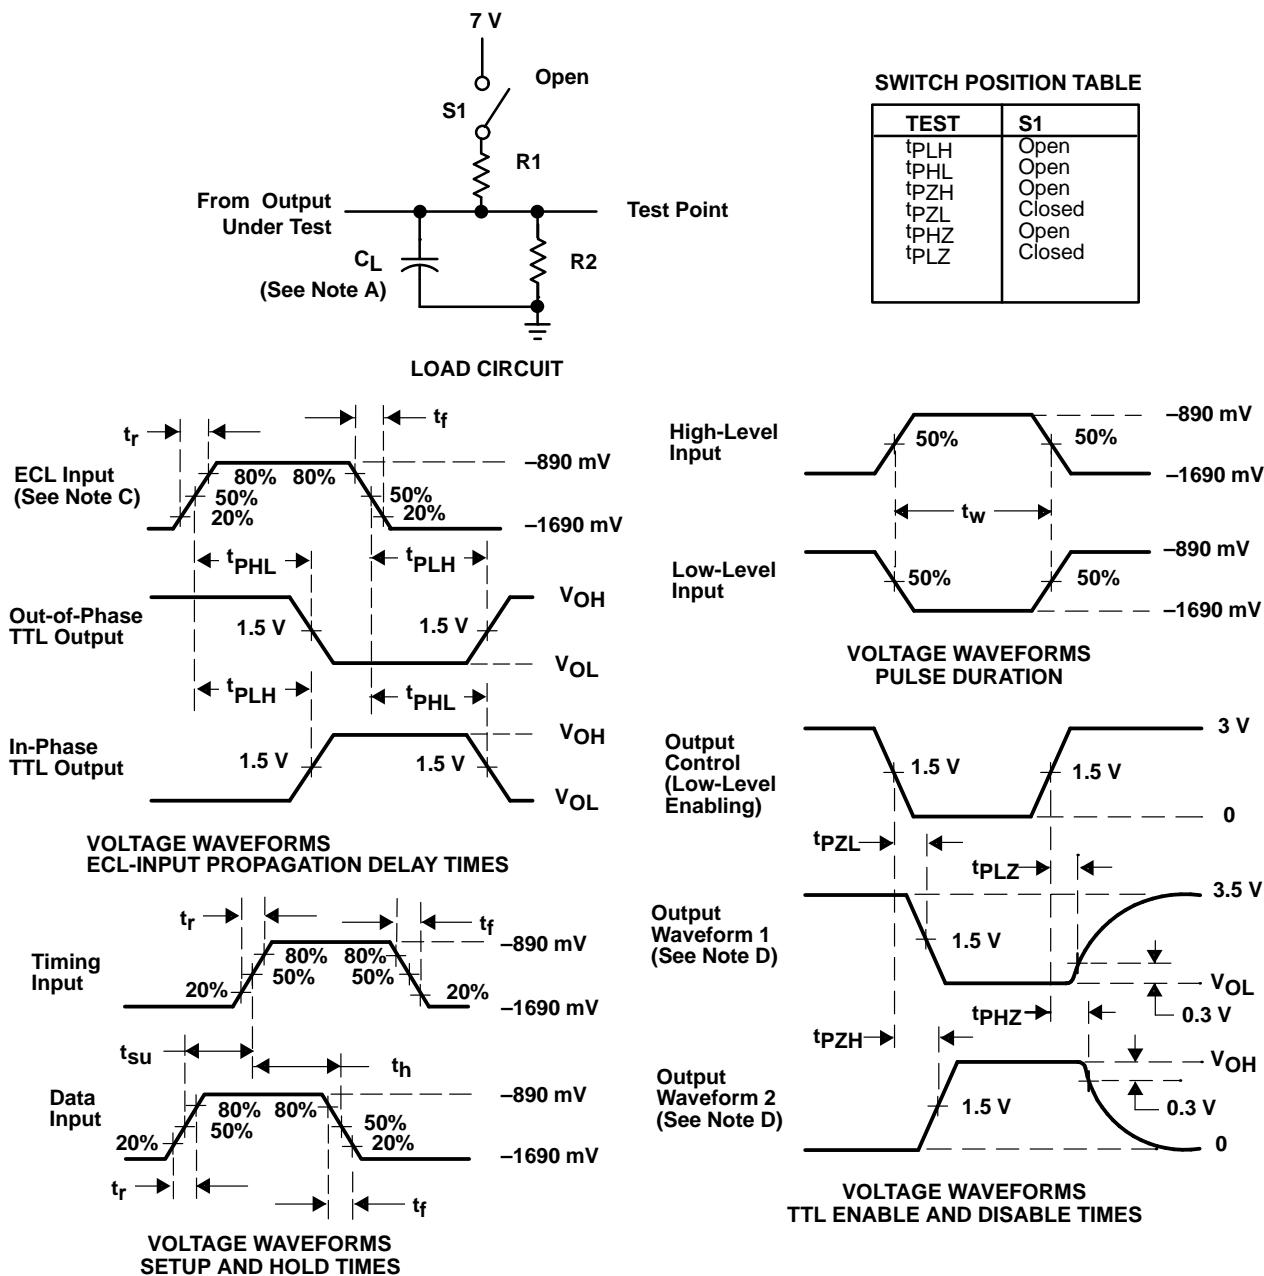 7 V
Open
S1
R1
From Output
Under Test
Test Point
CL
(See Note A)
R2
LOAD CIRCUIT
SWITCH POSITION TABLE
TEST S1
tPLH Open
tPHL Open
tPZH Open
tPZL Closed
tPHZ Open
tPLZ Closed
tr
tf
ECL Input
(See Note C)
80% 80%
50% 50%
20% 20%
–890 mV
–1690 mV
tPHL tPLH
Out-of-Phase
TTL Output
1.5 V 1.5 V
VOH
VOL
tPLH tPHL
In-Phase
TTL Output
1.5 V 1.5 V
VOH
VOL
VOLTAGE WAVEFORMS
ECL-INPUT PROPAGATION DELAY TIMES
High-Level
Input
50% 50%
–890 mV
–1690 mV
tw
Low-Level
Input
50% 50%
–890 mV
–1690 mV
VOLTAGE WAVEFORMS
PULSE DURATION
tr tf
Timing
Input
80% 80%
50% 50%
20% 20%
–890 mV
–1690 mV
tsu th
Data
Input
80% 80%
50% 50%
20% 20%
–890 mV
–1690 mV
tr tf
VOLTAGE WAVEFORMS
SETUP AND HOLD TIMES
Output
Control
(Low-Level
Enabling)
1.5 V 1.5 V
3 V
0
tPZL
tPLZ
Output
Waveform 1
(See Note D)
1.5 V
3.5 V
VOL
0.3 V
tPHZ
tPZH
Output
Waveform 2
(See Note D)
1.5 V
VOH
0.3 V
0
VOLTAGE WAVEFORMS
TTL ENABLE AND DISABLE TIMES